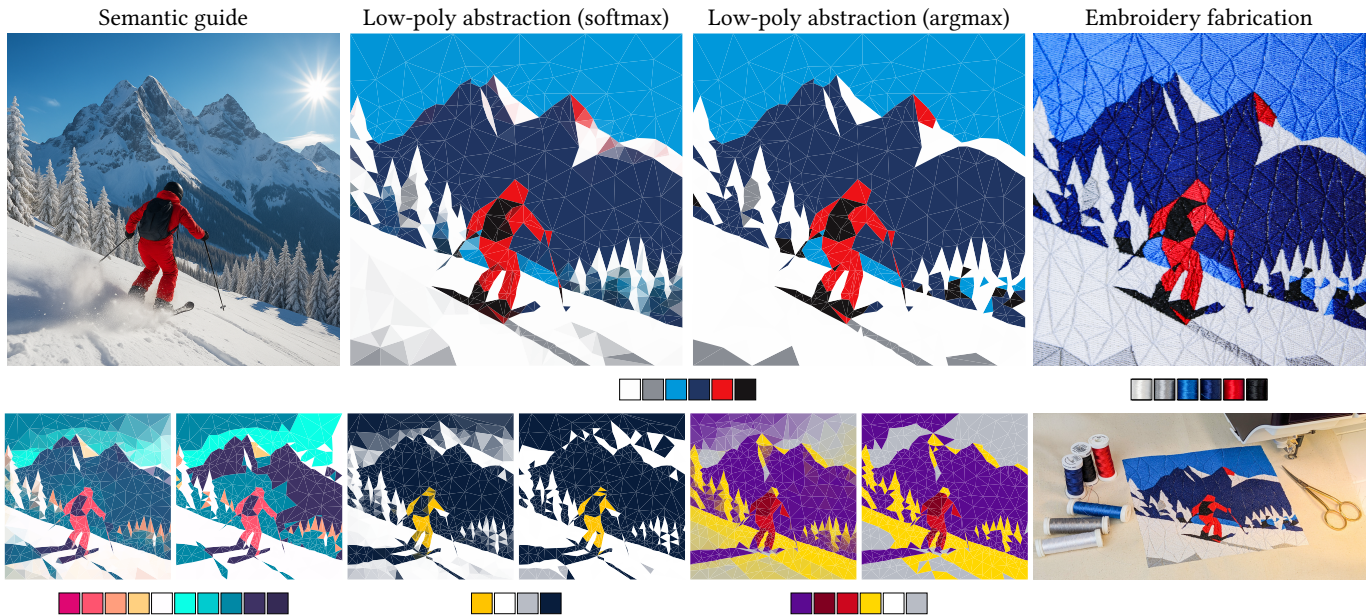 Semantic guide
Low-poly abstraction (softmax)
Low-poly abstraction (argmax)
Embroidery fabrication